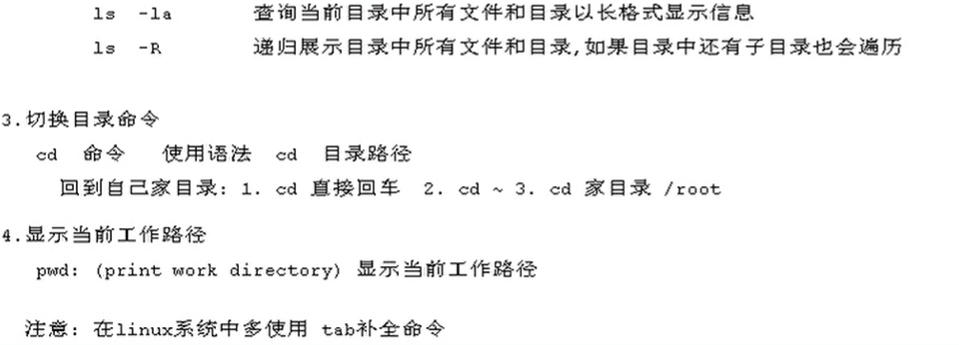 ls -la 查询当前目录中所有文件和目录以长格式显示信息
ls -R 递归展示目录中所有文件和目录,如果目录中还有子目录也会遍历
3.切换目录命令
cd 命令 使用语法 cd 目录路径
回到自己家目录: 1. cd 直接回车 2. cd ~ 3. cd 家目录 /root
4.显示当前工作路径
pwd: (print work directory) 显示当前工作路径
注意: 在linux系统中多使用 tab补全命令